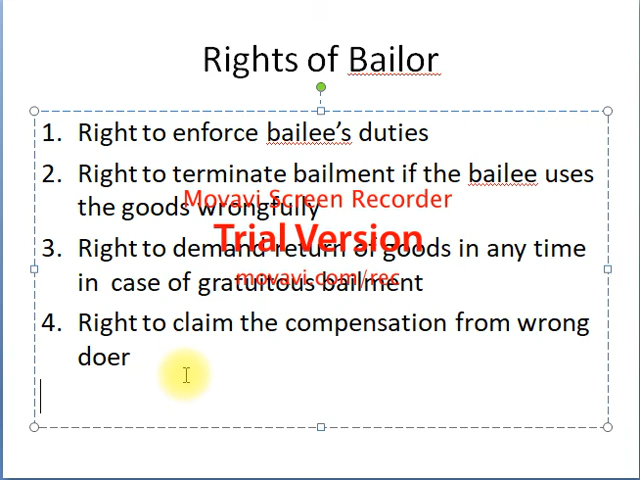 Rights of Bailor
1. Right to enforce bailee's duties
2. Right to terminate bailment if the bailee uses
the goods wrongfully
Movavi Screen Recorder
Trial Version
3. Right to demand return of goods in any time
in case of gratuitous bailment
movavi.com/rec
4. Right to claim the compensation from wrong
doer